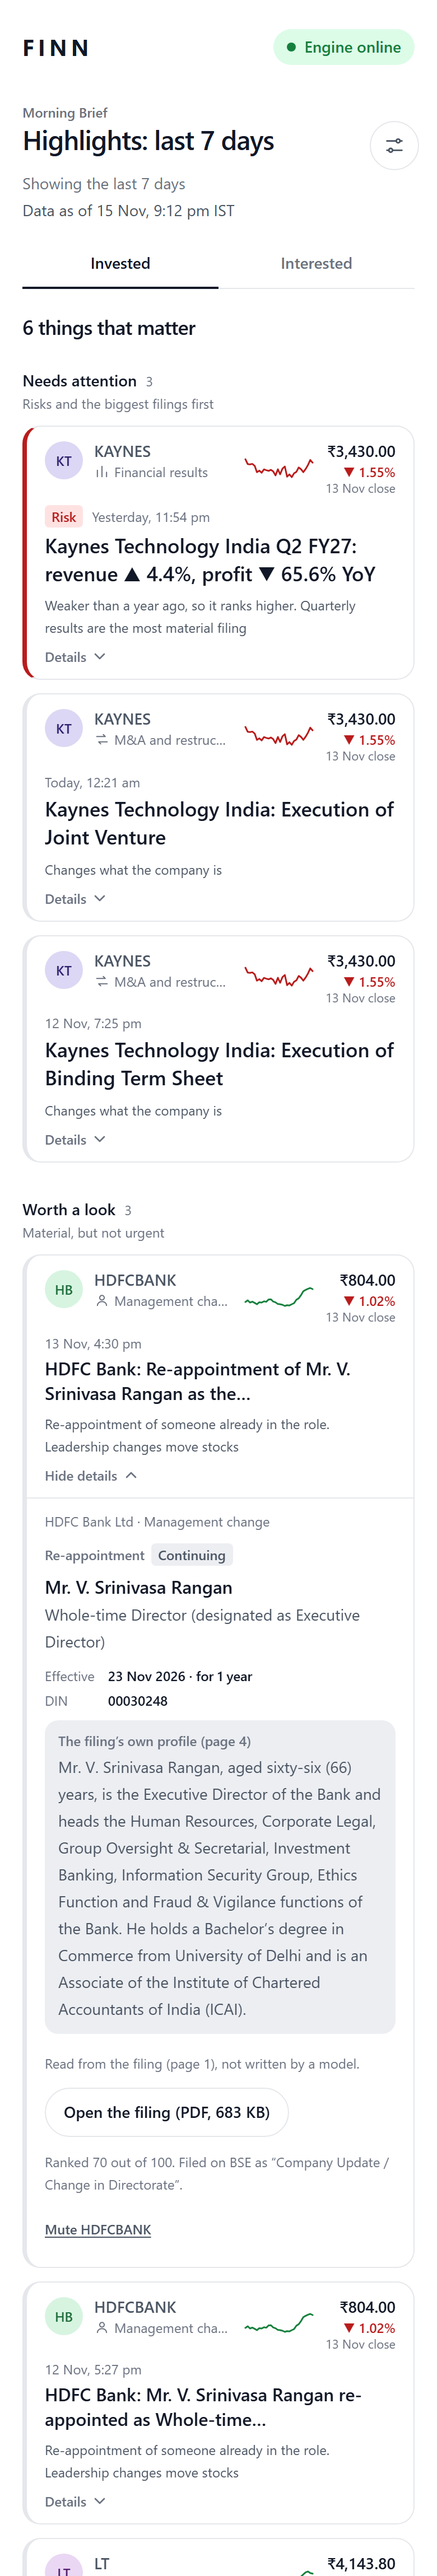 FINN
Engine online
Morning Brief
Highlights: last 7 days
Showing the last 7 days
Data as of 15 Nov, 9:12 pm IST
Invested
Interested
6 things that matter
Needs attention 3
Risks and the biggest filings first
KT
KAYNES
Financial results
₹3,430.00
▼ 1.55%
13 Nov close
Risk Yesterday, 11:54 pm
Kaynes Technology India Q2 FY27:
revenue ▲ 4.4%, profit ▼ 65.6% YoY
Weaker than a year ago, so it ranks higher. Quarterly
results are the most material filing
Details
KT
KAYNES
M&A and restruc...
₹3,430.00
▼ 1.55%
13 Nov close
Today, 12:21 am
Kaynes Technology India: Execution of
Joint Venture
Changes what the company is
Details
KT
KAYNES
M&A and restruc...
₹3,430.00
▼ 1.55%
13 Nov close
12 Nov, 7:25 pm
Kaynes Technology India: Execution of
Binding Term Sheet
Changes what the company is
Details
Worth a look 3
Material, but not urgent
HB
HDFCBANK
Management cha...
₹804.00
▼ 1.02%
13 Nov close
13 Nov, 4:30 pm
HDFC Bank: Re-appointment of Mr. V.
Srinivasa Rangan as the...
Re-appointment of someone already in the role.
Leadership changes move stocks
Hide details
HDFC Bank Ltd · Management change
Re-appointment Continuing
Mr. V. Srinivasa Rangan
Whole-time Director (designated as Executive
Director)
Effective 23 Nov 2026 · for 1 year
DIN 00030248
The filing's own profile (page 4)
Mr. V. Srinivasa Rangan, aged sixty-six (66)
years, is the Executive Director of the Bank and
heads the Human Resources, Corporate Legal,
Group Oversight & Secretarial, Investment
Banking, Information Security Group, Ethics
Function and Fraud & Vigilance functions of
the Bank. He holds a Bachelor's degree in
Commerce from University of Delhi and is an
Associate of the Institute of Chartered
Accountants of India (ICAI).
Read from the filing (page 1), not written by a model.
Open the filing (PDF, 683 KB)
Ranked 70 out of 100. Filed on BSE as "Company Update /
Change in Directorate".
Mute HDFCBANK
HB
HDFCBANK
Management cha...
₹804.00
▼ 1.02%
13 Nov close
12 Nov, 5:27 pm
HDFC Bank: Mr. V. Srinivasa Rangan re-
appointed as Whole-time...
Re-appointment of someone already in the role.
Leadership changes move stocks
Details
LT
LT
₹4,143.80